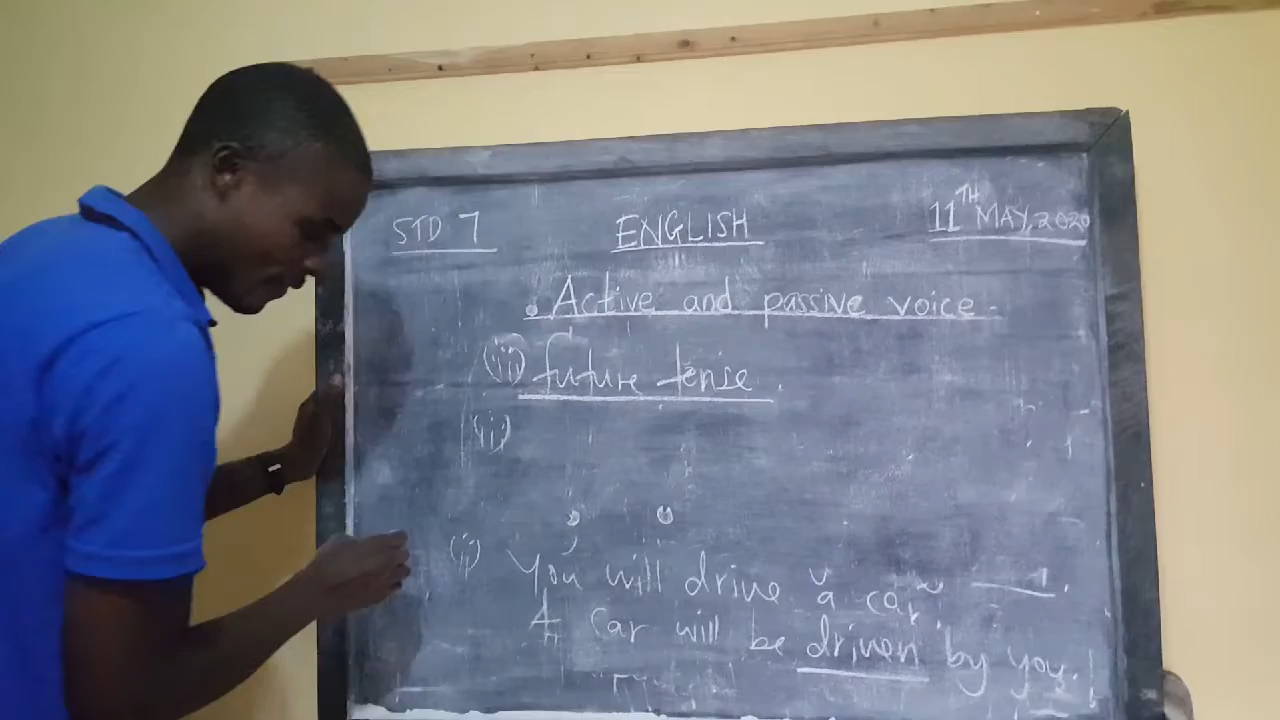 STD 7 ENGLISH 11TH MAY, 2020
. Active and passive voice.
(iii) future tense.
(i)
(i) You will drive a car
A car will be driven by you.